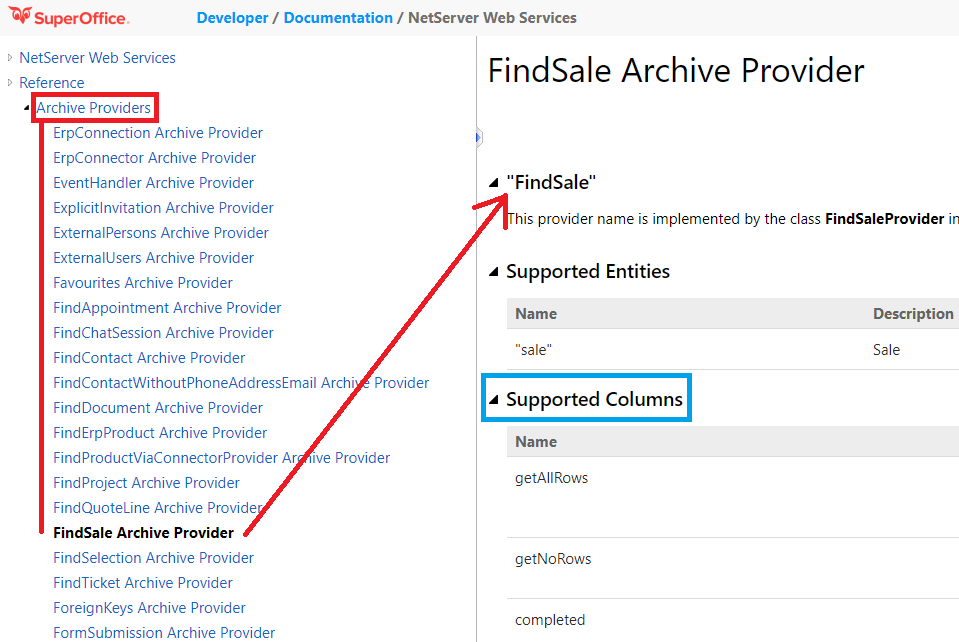 SuperOffice.
Developer / Documentation / NetServer Web Services
NetServer Web Services
Reference
Archive Providers
ErpConnection Archive Provider
ErpConnector Archive Provider
EventHandler Archive Provider
ExplicitInvitation Archive Provider
ExternalPersons Archive Provider
ExternalUsers Archive Provider
Favourites Archive Provider
FindAppointment Archive Provider
FindChatSession Archive Provider
FindContact Archive Provider
FindContactWithoutPhoneAddressEmail Archive Provider
FindDocument Archive Provider
FindErpProduct Archive Provider
FindProductViaConnectorProvider Archive Provider
FindProject Archive Provider
FindQuoteLine Archive Provider
FindSale Archive Provider
FindSelection Archive Provider
FindTicket Archive Provider
ForeignKeys Archive Provider
FormSubmission Archive Provider
FindSale Archive Provider
"FindSale"
This provider name is implemented by the class FindSaleProvider in
Supported Entities
Name Description
"sale" Sale
Supported Columns
Name
getAllRows
getNoRows
completed